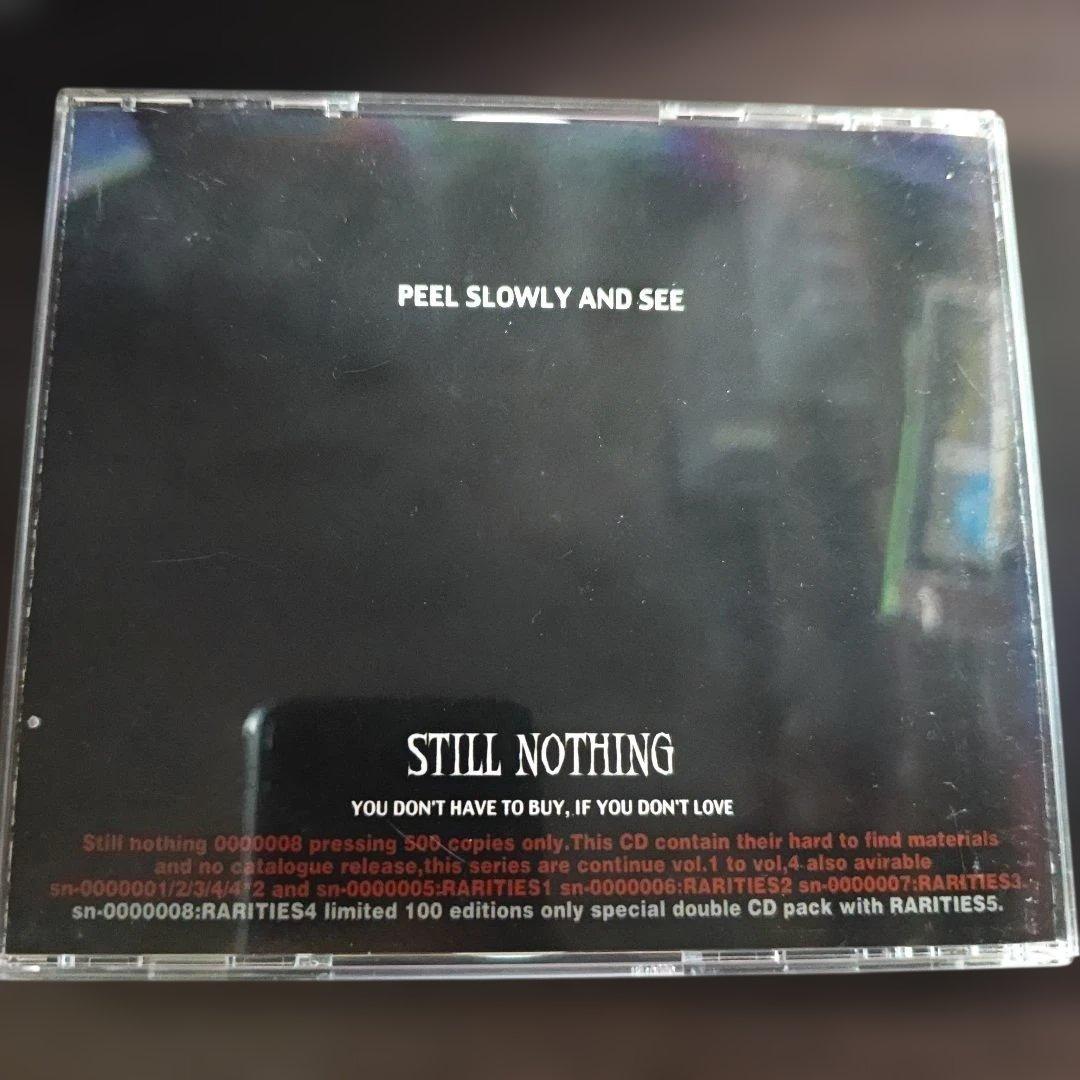 PEEL SLOWLY AND SEE
STILL NOTHING
YOU DON'T HAVE TO BUY, IF YOU DON'T LOVE
Still nothing 0000008 pressing 500 copies only.This CD contain their hard to find materials
and no catalogue release,this series are continue vol.1 to vol,4 also avirable
sn-0000001/2/3/4/4*2 and sn-0000005:RARITIES1 sn-0000006:RARITIES2 sn-0000007:RARITIES3.
sn-0000008:RARITIES4 limited 100 editions only special double CD pack with RARITIES5.